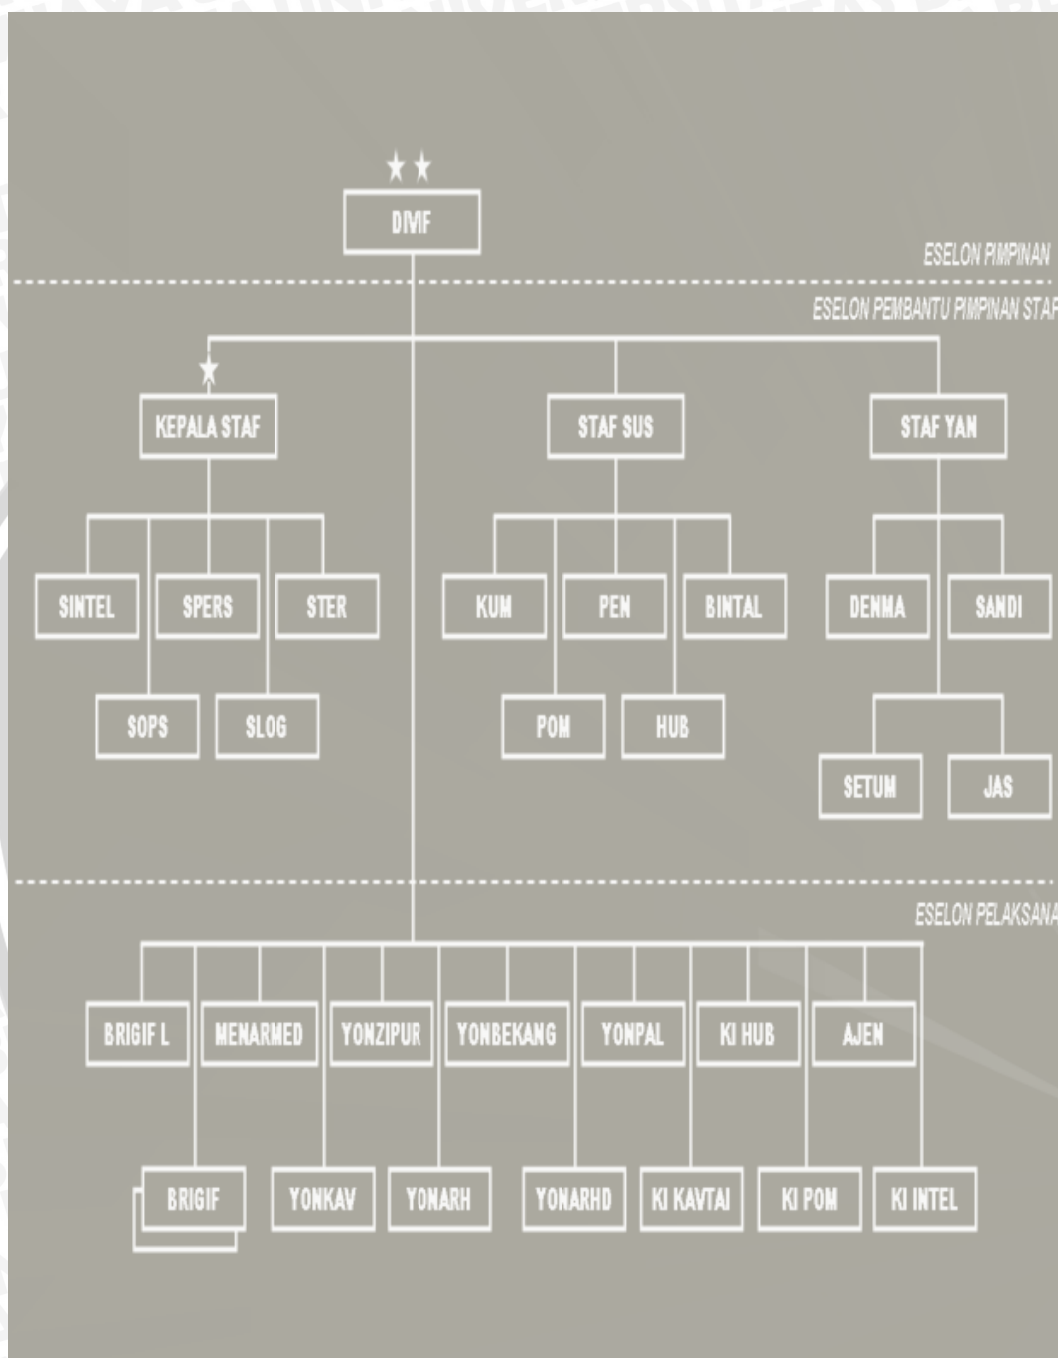 DIVIF
ESELON PIMPINAN
ESELON PEMBANTU PIMPINAN STAF
KEPALA STAF
STAF SUS
STAF YAN
SINTEL
SPERS
STER
KUM
PEN
BINTAL
DENMA
SANDI
SOPS
SLOG
POM
HUB
SETUM
JAS
ESELON PELAKSANA
BRIGIF L
MENARMED
YONZIPUR
YONBEKANG
YONPAL
KI HUB
AJEN
BRIGIF
YONKAV
YONARH
YONARHD
KI KAVTAI
KI POM
KI INTEL